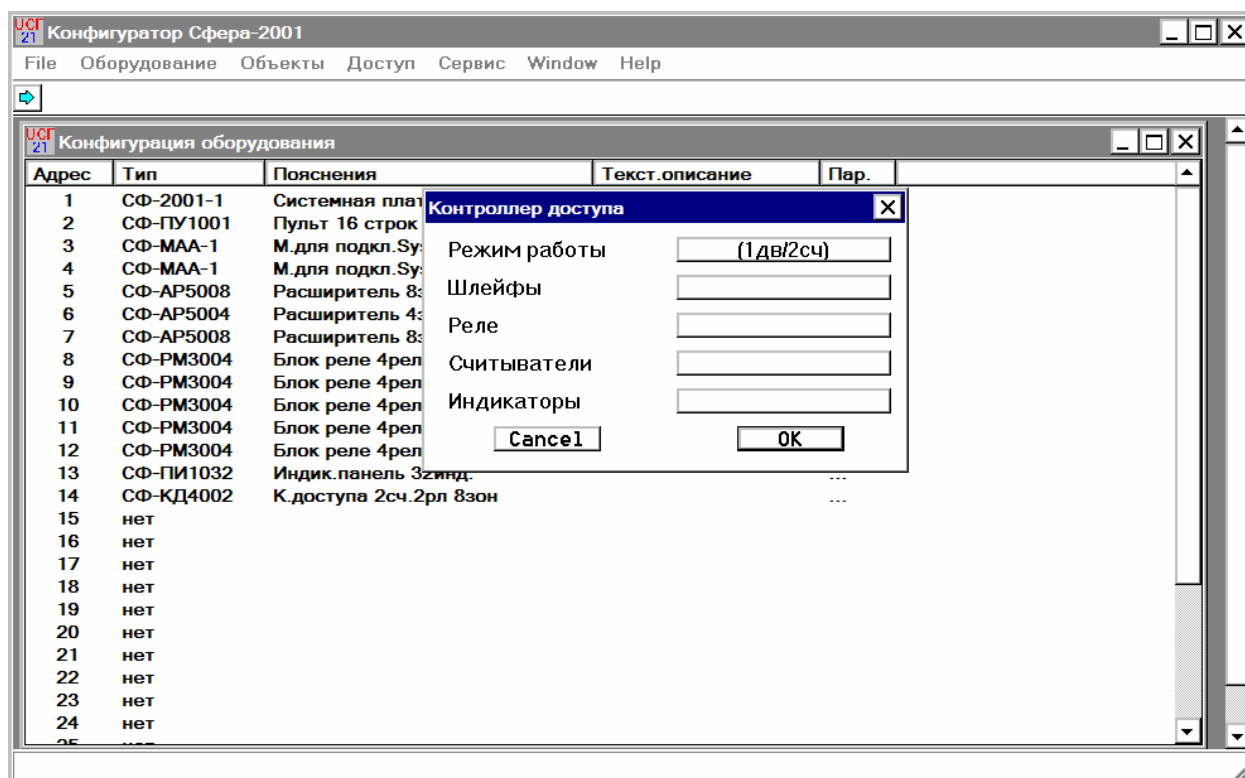 УСГ 21 Конфигуратор Сфера-2001
File Оборудование Объекты Доступ Сервис Window Help
УСГ 21 Конфигурация оборудования
Адрес Тип Пояснения Текст.описание Пар.
1 СФ-2001-1 Системная плат
2 СФ-ПУ1001 Пульт 16 строк
3 СФ-МАА-1 М.для подкл.Sy
4 СФ-МАА-1 М.для подкл.Sy
5 СФ-АР5008 Расширитель 8з
6 СФ-АР5004 Расширитель 4з
7 СФ-АР5008 Расширитель 8з
8 СФ-РМ3004 Блок реле 4рел
9 СФ-РМ3004 Блок реле 4рел
10 СФ-РМ3004 Блок реле 4рел
11 СФ-РМ3004 Блок реле 4рел
12 СФ-РМ3004 Блок реле 4рел
13 СФ-ПИ1032 Индик.панель 32инд. ...
14 СФ-КД4002 К.доступа 2сч.2рл 8зон ...
15 нет
16 нет
17 нет
18 нет
19 нет
20 нет
21 нет
22 нет
23 нет
24 нет
Контроллер доступа
Режим работы (1дв/2сч)
Шлейфы
Реле
Считыватели
Индикаторы
Cancel OK